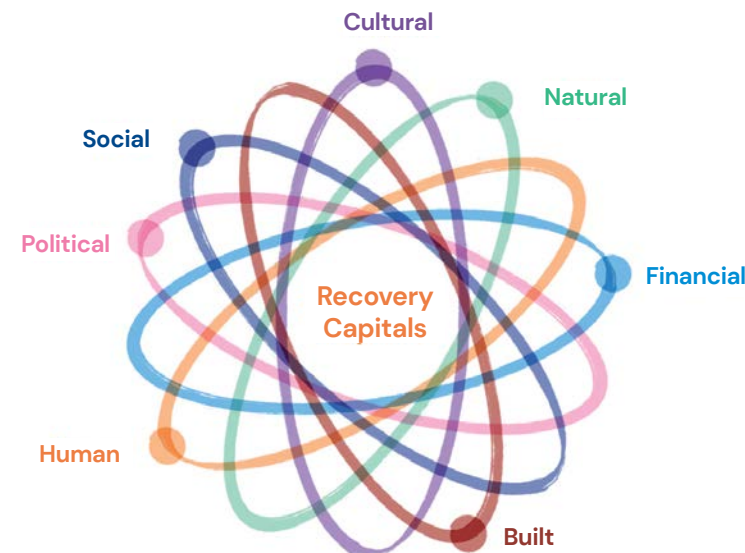 Cultural
Natural
Social
Political
Financial
Recovery
Capitals
Human
Built